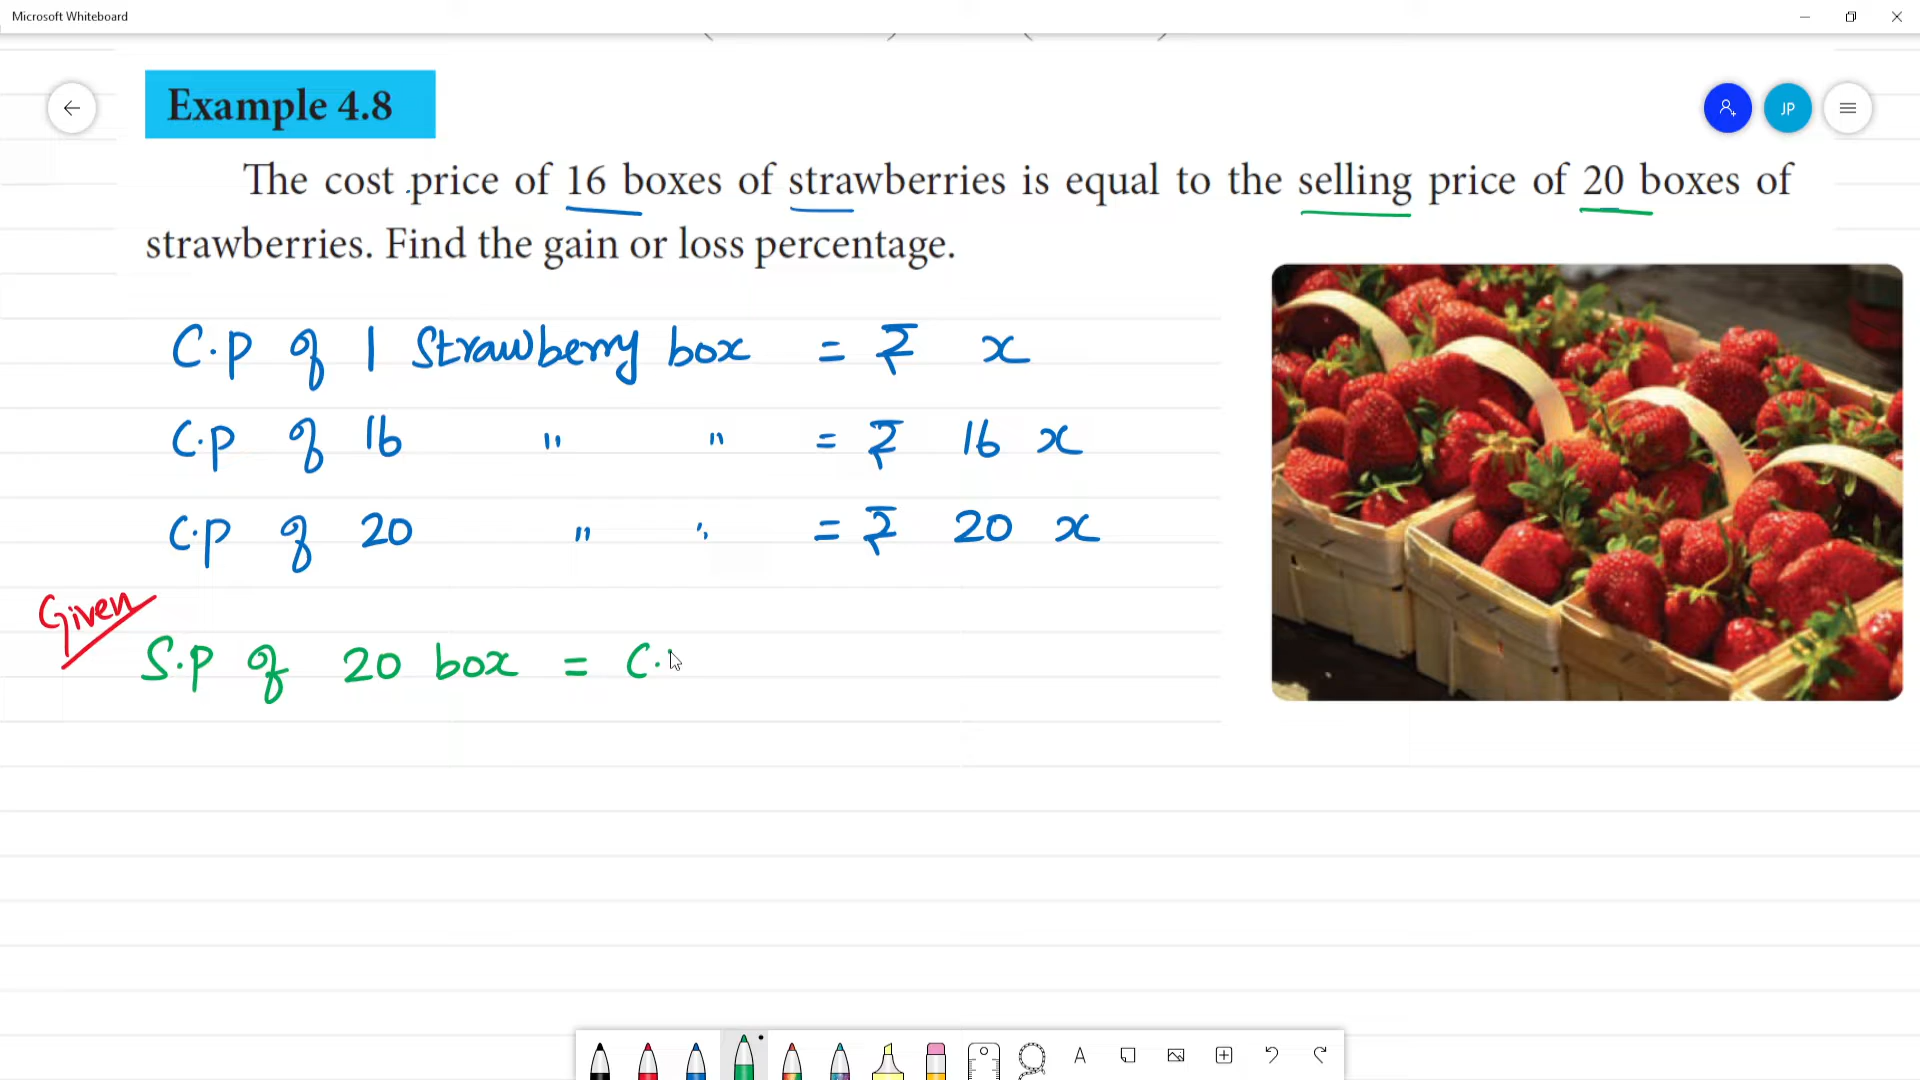 Microsoft Whiteboard
Example 4.8
JP
The cost price of 16 boxes of strawberries is equal to the selling price of 20 boxes of
strawberries. Find the gain or loss percentage.
C.P of 1 Strawberry box = ₹ x
C.P of 16 " " = ₹ 16 x
C.P of 20 " " = ₹ 20 x
Given
S.P of 20 box = C.
A